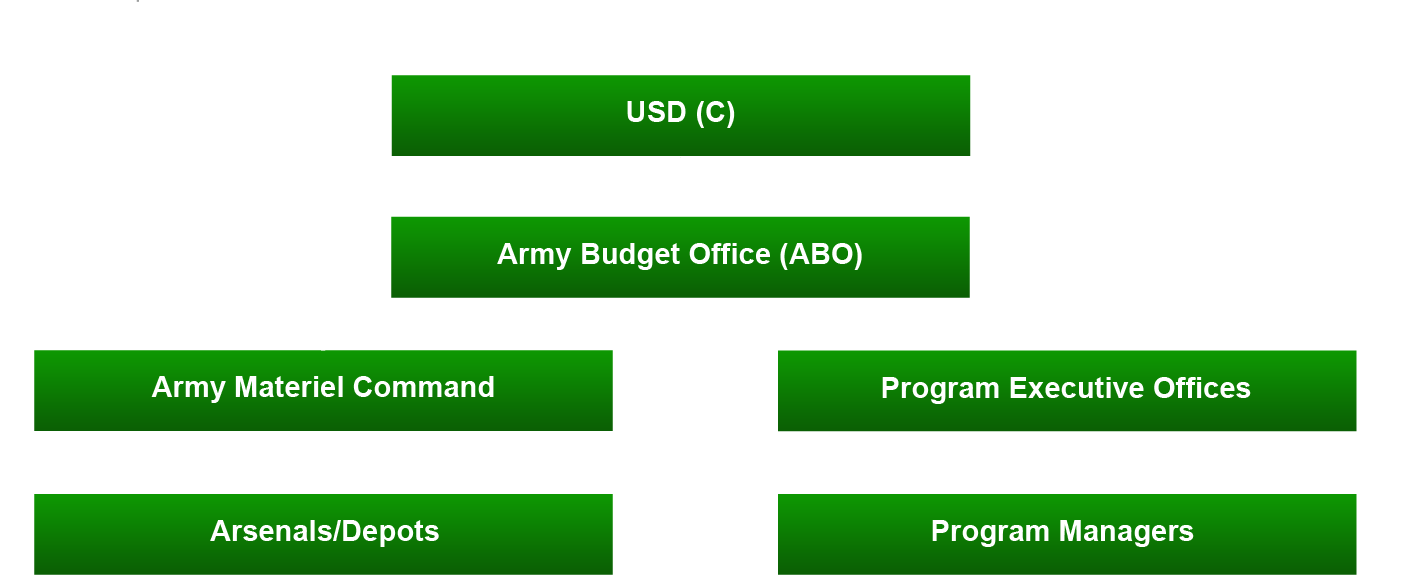 USD (C)
Army Budget Office (ABO)
Army Materiel Command
Program Executive Offices
Arsenals/Depots
Program Managers